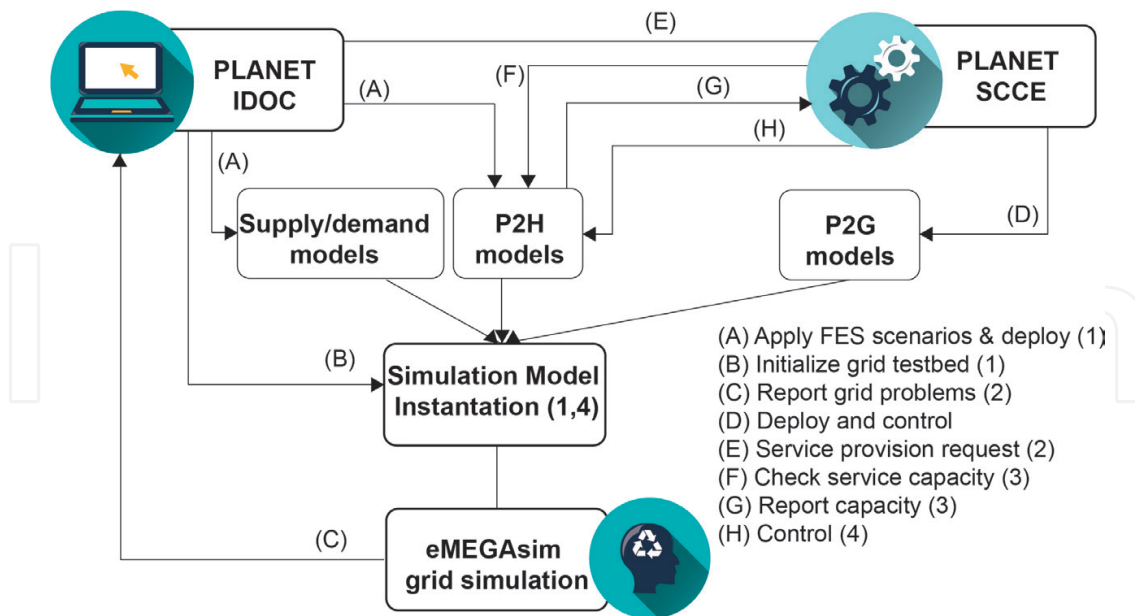 PLANET
IDOC
(E)
PLANET
SCCE
(A)
(F)
(G)
(H)
(A)
Supply/demand
models
P2H
models
P2G
models
(D)
(B)
Simulation Model
Instantation (1,4)
(A) Apply FES scenarios & deploy (1)
(B) Initialize grid testbed (1)
(C) Report grid problems (2)
(D) Deploy and control
(E) Service provision request (2)
(F) Check service capacity (3)
(G) Report capacity (3)
(H) Control (4)
(C)
eMEGAsim
grid simulation